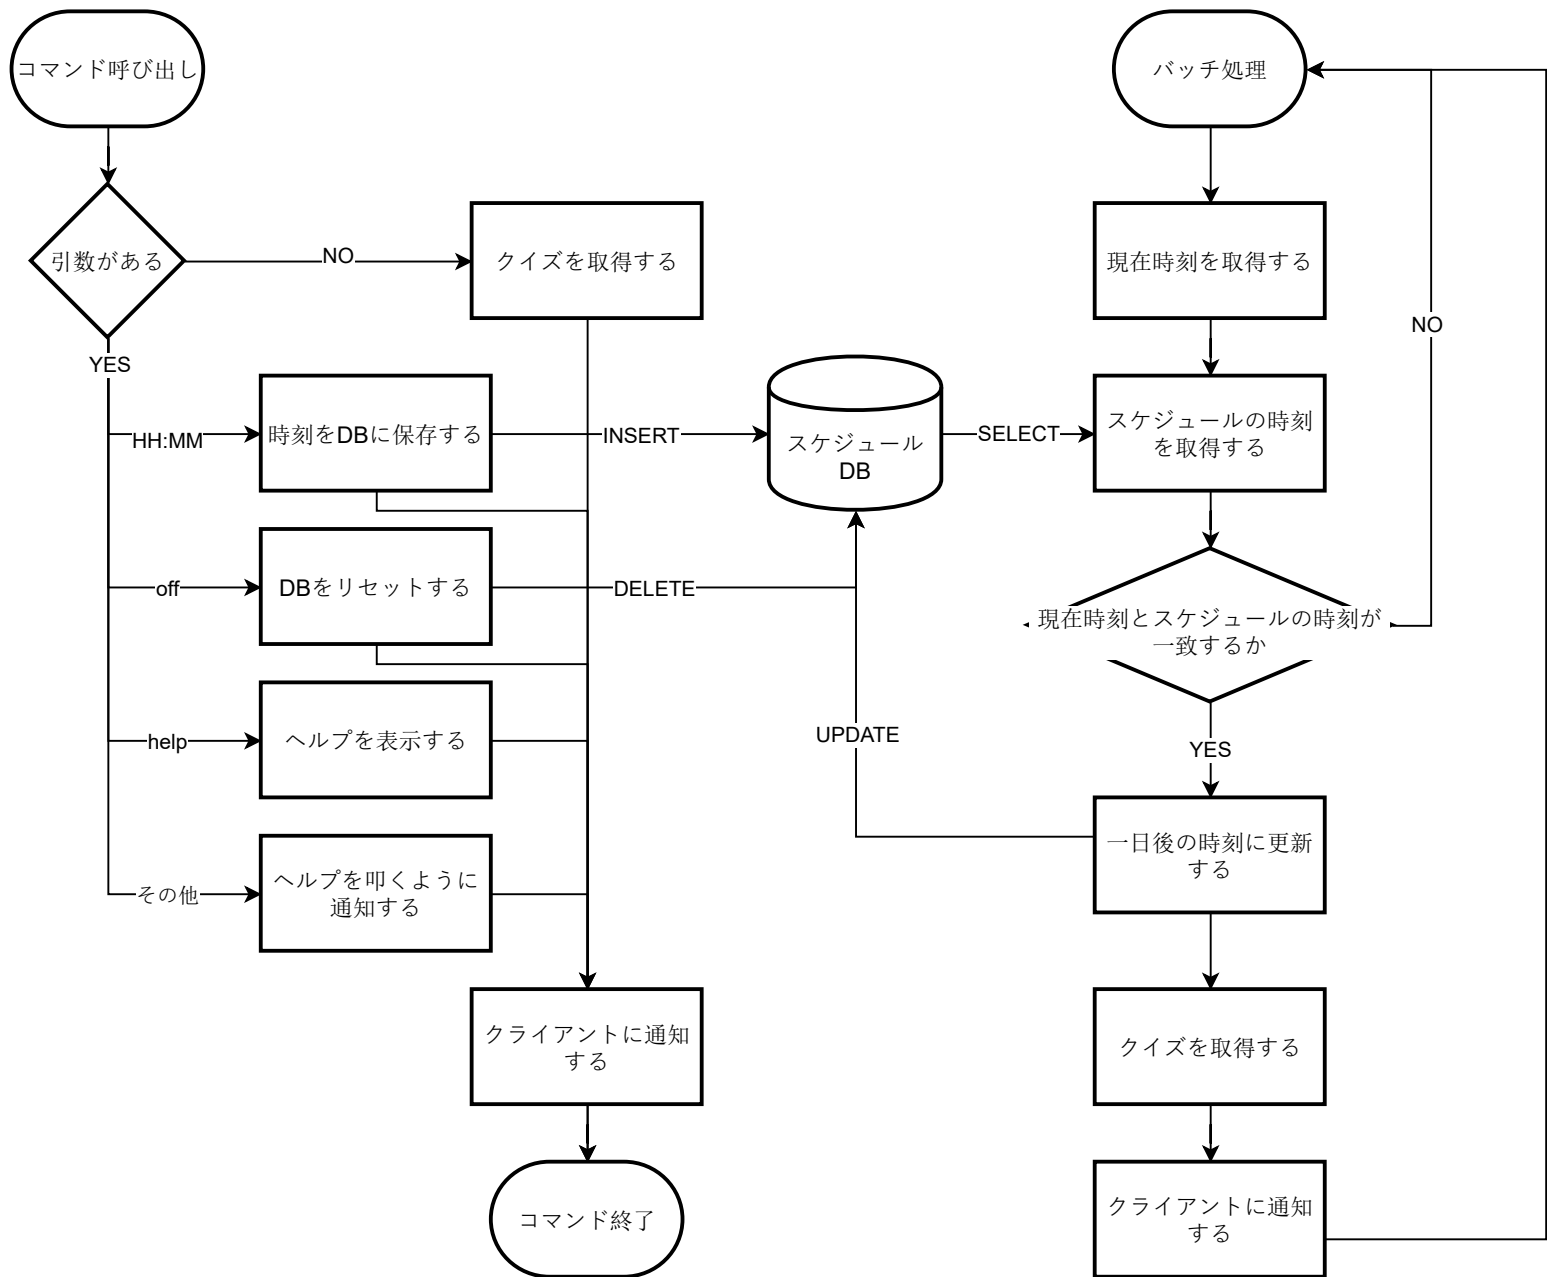 コマンド呼び出し
引数がある
NO
クイズを取得する
YES
HH:MM
時刻をDBに保存する
INSERT
off
DBをリセットする
DELETE
help
ヘルプを表示する
その他
ヘルプを叩くように
通知する
クライアントに通知
する
コマンド終了
スケジュール
DB
SELECT
UPDATE
バッチ処理
現在時刻を取得する
スケジュールの時刻
を取得する
NO
現在時刻とスケジュールの時刻が
一致するか
YES
一日後の時刻に更新
する
クイズを取得する
クライアントに通知
する